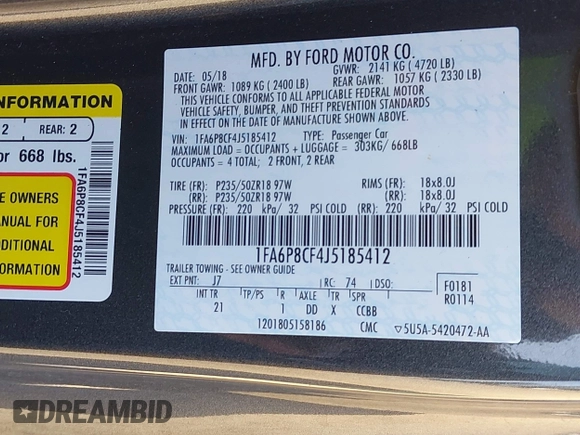 MFD. BY FORD MOTOR CO.
DATE: 05/18 GVWR: 2141 KG ( 4720 LB)
FRONT GAWR: 1089 KG ( 2400 LB) REAR GAWR: 1057 KG ( 2330 LB)
THIS VEHICLE CONFORMS TO ALL APPLICABLE FEDERAL MOTOR
VEHICLE SAFETY, BUMPER, AND THEFT PREVENTION STANDARDS
IN EFFECT ON THE DATE OF MANUFACTURE SHOWN ABOVE.
VIN: 1FA6P8CF4J5185412 TYPE: Passenger Car
MAXIMUM LOAD = OCCUPANTS + LUGGAGE = 303KG/ 668LB
OCCUPANTS = 4 TOTAL; 2 FRONT, 2 REAR
TIRE (FR): P235/50ZR18 97W RIMS (FR): 18x8.0J
(RR): P235/50ZR18 97W (RR): 18x8.0J
PRESSURE (FR): 220 kPa/ 32 PSI COLD (RR): 220 kPa/ 32 PSI COLD
1FA6P8CF4J5185412
TRAILER TOWING - SEE OWNER GUIDE
EXT PNT: J7 RC: 74 DSO:
INT TR TP/PS R AXLE TR SPR
21 1 DD X CCBB
F0181
R0114
1201805158186 CMC 5U5A-5420472-AA
INFORMATION
2 REAR: 2
or 668 lbs.
E OWNERS
ANUAL FOR
DDITIONAL
FORMATION
1FA6P8CF4J5185412
DREAMBID